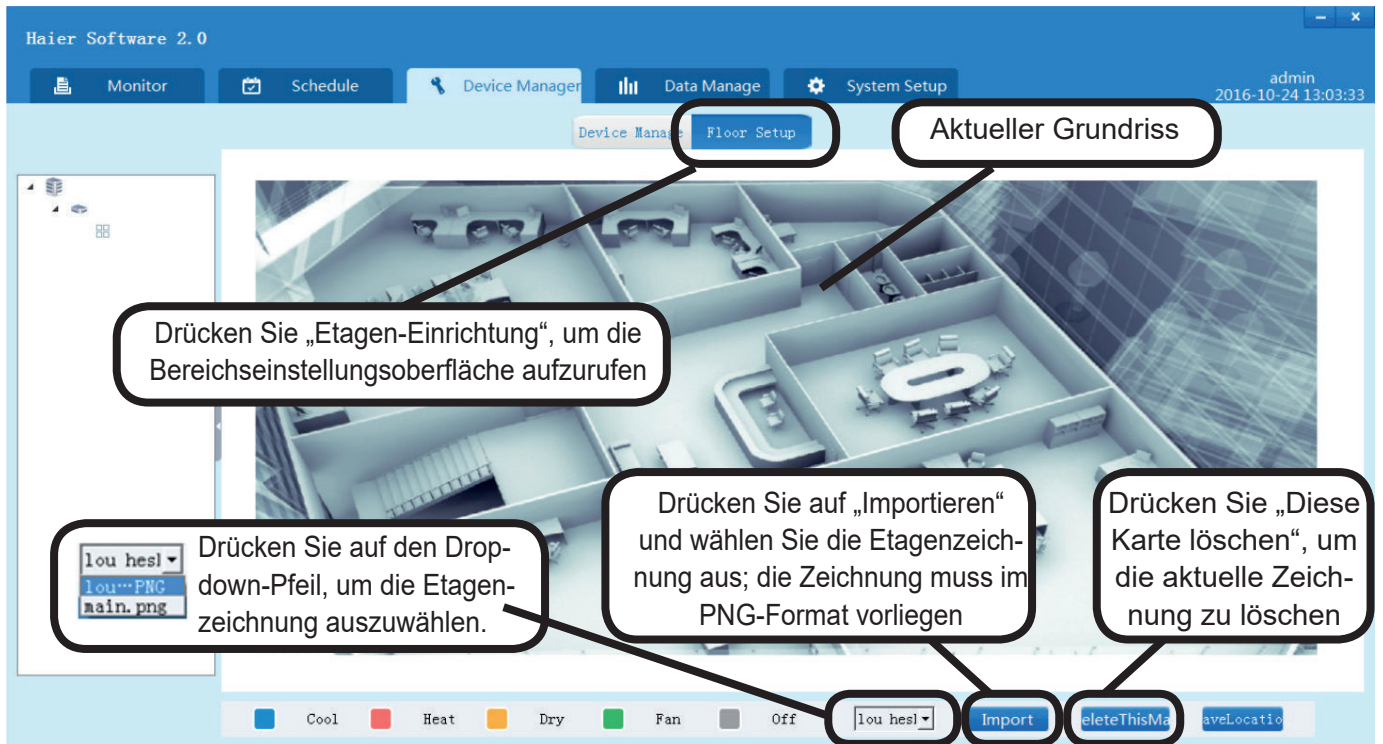 Haier Software 2.0
Monitor
Schedule
Device Manager
Data Manage
System Setup
admin
2016-10-24 13:03:33
Device Manage
Floor Setup
Aktueller Grundriss
Drücken Sie „Etagen-Einrichtung“, um die
Bereichseinstellungsoberfläche aufzurufen
lou hesl
lou…PNG
main.png
Drücken Sie auf den Drop-
down-Pfeil, um die Etagen-
zeichnung auszuwählen.
Drücken Sie auf „Importieren“
und wählen Sie die Etagenzeich-
nung aus; die Zeichnung muss im
PNG-Format vorliegen
Drücken Sie „Diese
Karte löschen“, um
die aktuelle Zeich-
nung zu löschen
Cool
Heat
Dry
Fan
Off
lou hesl
Import
eleteThisMa
aveLocatio